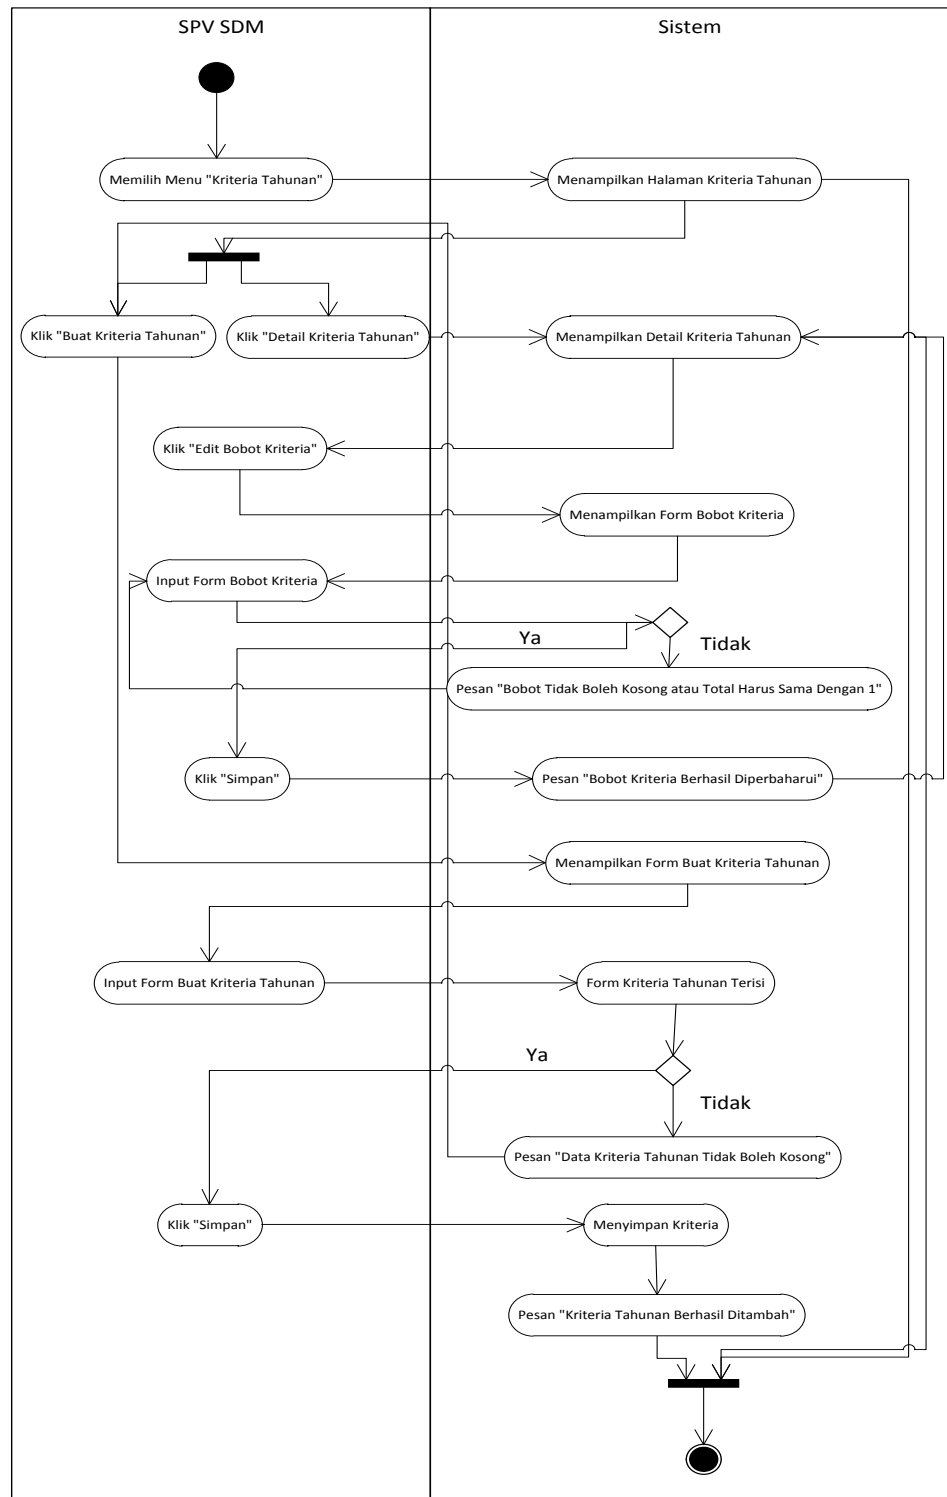 SPV SDM
Sistem
Memilih Menu "Kriteria Tahunan"
Menampilkan Halaman Kriteria Tahunan
Klik "Buat Kriteria Tahunan"
Klik "Detail Kriteria Tahunan"
Menampilkan Detail Kriteria Tahunan
Klik "Edit Bobot Kriteria"
Menampilkan Form Bobot Kriteria
Input Form Bobot Kriteria
Ya
Tidak
Pesan "Bobot Tidak Boleh Kosong atau Total Harus Sama Dengan 1"
Klik "Simpan"
Pesan "Bobot Kriteria Berhasil Diperbaharui"
Menampilkan Form Buat Kriteria Tahunan
Input Form Buat Kriteria Tahunan
Form Kriteria Tahunan Terisi
Ya
Tidak
Pesan "Data Kriteria Tahunan Tidak Boleh Kosong"
Klik "Simpan"
Menyimpan Kriteria
Pesan "Kriteria Tahunan Berhasil Ditambah"